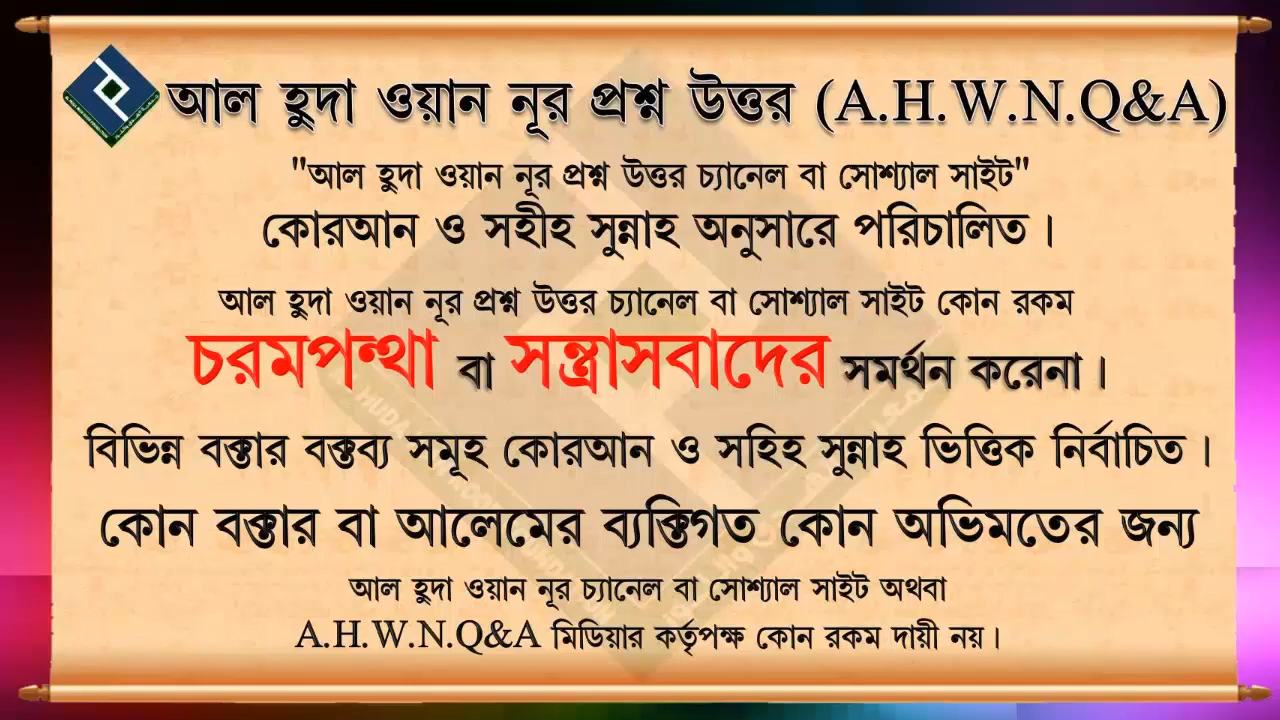 আল হুদা ওয়ান নূর প্রশ্ন উত্তর (A.H.W.N.Q&A)
"আল হুদা ওয়ান নূর প্রশ্ন উত্তর চ্যানেল বা সোশ্যাল সাইট"
কোরআন ও সহীহ সুন্নাহ অনুসারে পরিচালিত।
আল হুদা ওয়ান নূর প্রশ্ন উত্তর চ্যানেল বা সোশ্যাল সাইট কোন রকম
চরমপন্থা বা সন্ত্রাসবাদের সমর্থন করেনা।
বিভিন্ন বক্তার বক্তব্য সমূহ কোরআন ও সহিহ সুন্নাহ ভিত্তিক নির্বাচিত।
কোন বক্তার বা আলেমের ব্যক্তিগত কোন অভিমতের জন্য
আল হুদা ওয়ান নূর চ্যানেল বা সোশ্যাল সাইট অথবা
A.H.W.N.Q&A মিডিয়ার কর্তৃপক্ষ কোন রকম দায়ী নয়।